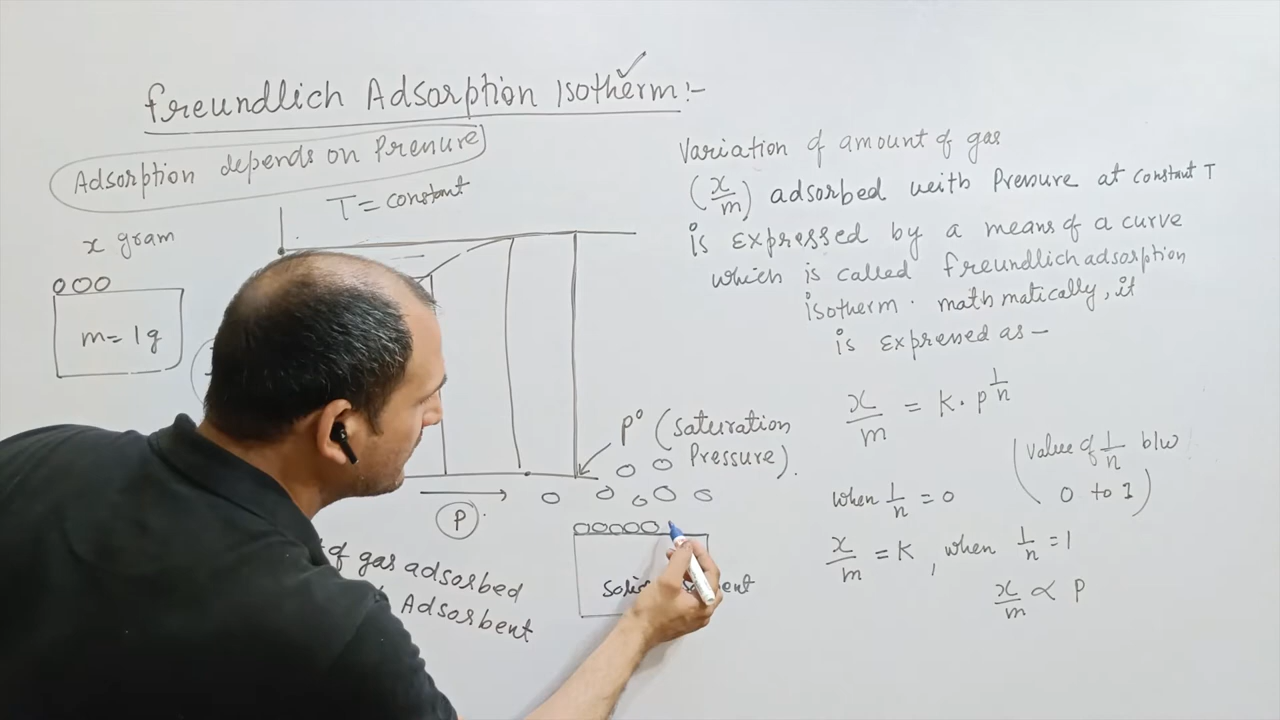 Freundlich Adsorption Isotherm :-
Adsorption depends on Prenure
T = constant
x gram
m = 1g
P
P° (Saturation
Pressure).
of gas adsorbed
Adsorbent
Variation of amount of gas
(x/m) adsorbed with Pressure at constant T
is expressed by a means of a curve
which is called freundlich adsorption
isotherm. mathmatically, it
is expressed as —
x/m = K. P^1/n
(Value of 1/n b/w
0 to 1)
when 1/n = 0
x/m = K, when 1/n = 1
x/m ∝ P